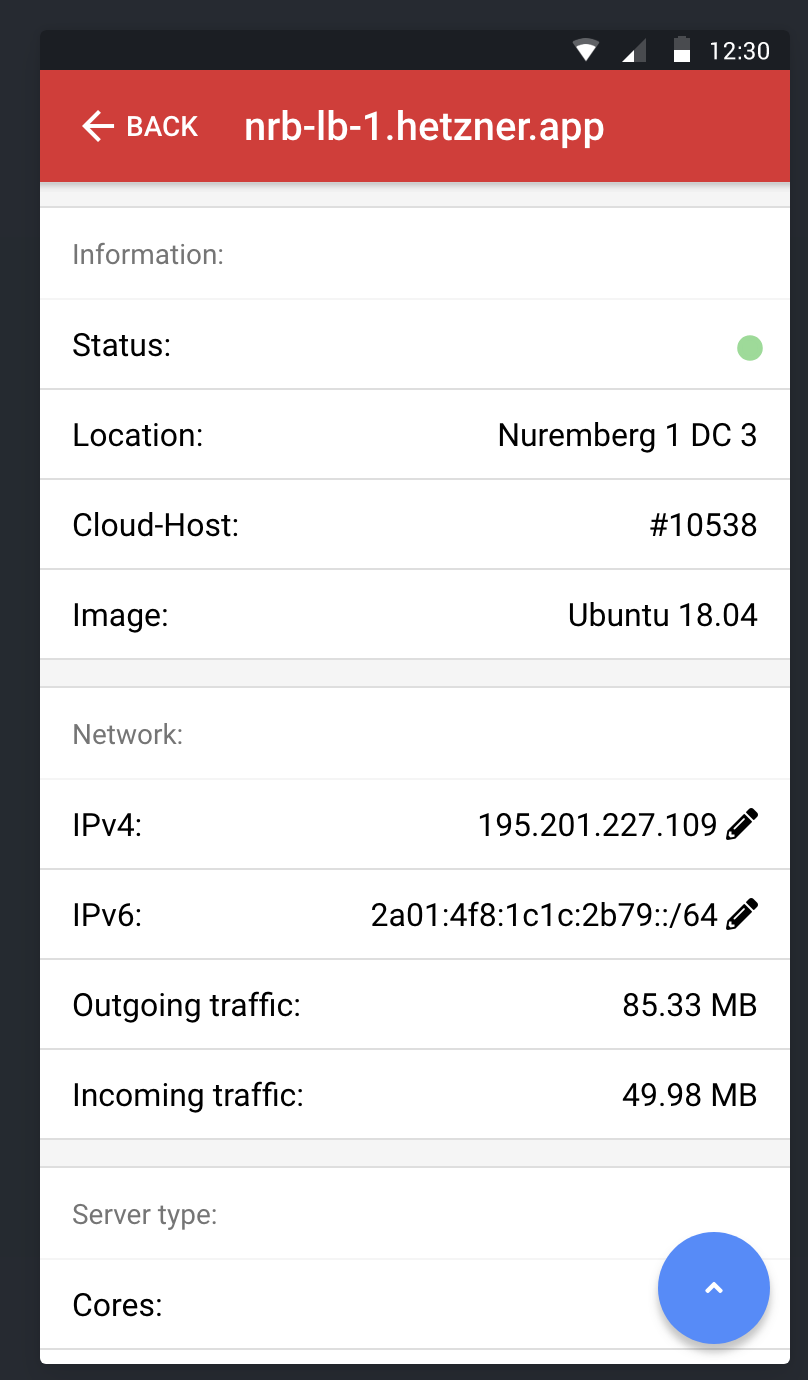 12:30
BACK nrb-lb-1.hetzner.app
Information:
Status:
Location: Nuremberg 1 DC 3
Cloud-Host: #10538
Image: Ubuntu 18.04
Network:
IPv4: 195.201.227.109
IPv6: 2a01:4f8:1c1c:2b79::/64
Outgoing traffic: 85.33 MB
Incoming traffic: 49.98 MB
Server type:
Cores: